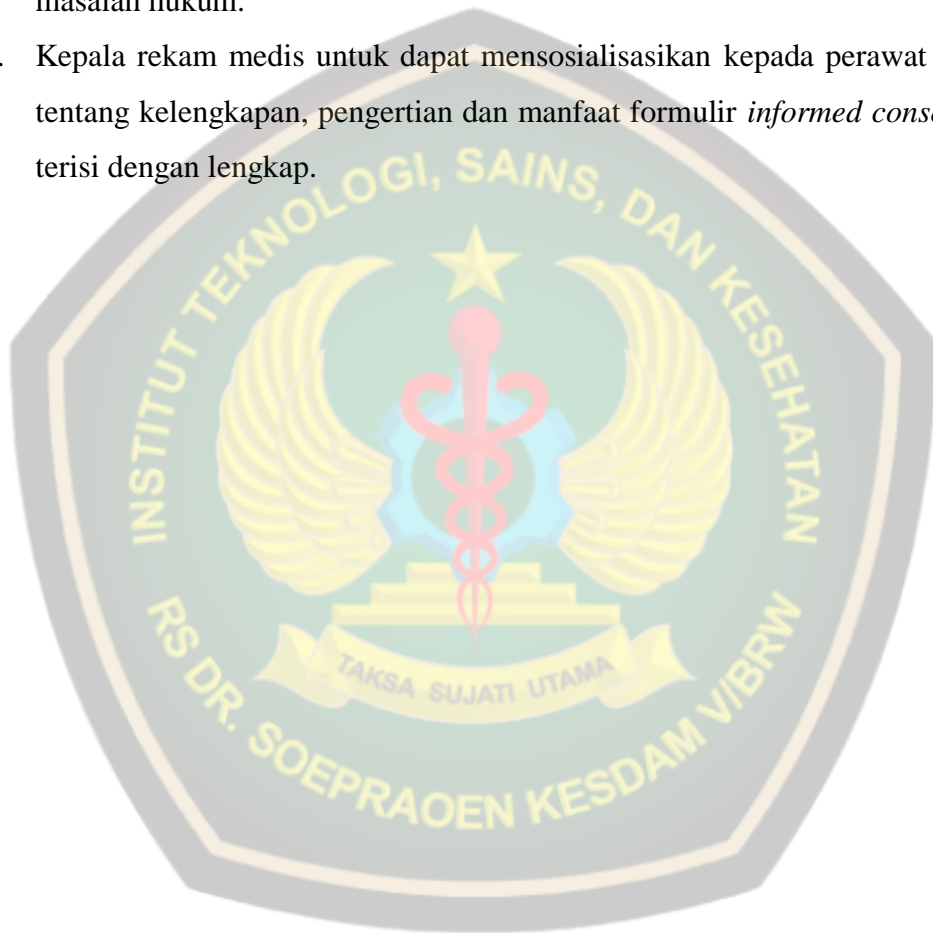 masalah hukum.
. Kepala rekam medis untuk dapat mensosialisasikan kepada perawat
tentang kelengkapan, pengertian dan manfaat formulir informed
terisi dengan lengkap.
INSTITUT TEKNOLOGI, SAINS, DAN KESEHATAN
TAKSA SUJATI UTAMA
RS DR. SOEPRAOEN KESDAM V/BRW